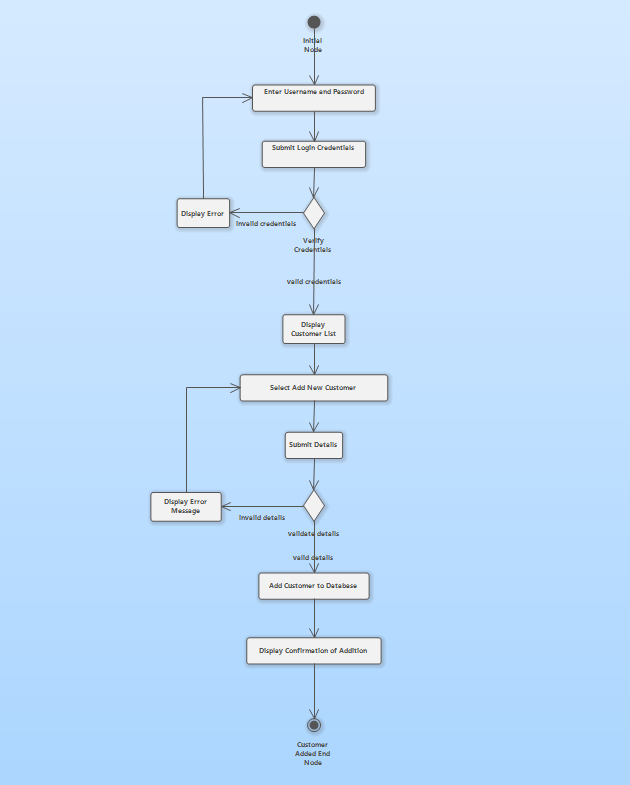 Initial
Node
Enter Username and Password
Submit Login Credentials
Display Error
Invalid credentials
Verify
Credentials
valid credentials
Display
Customer List
Select Add New Customer
Submit Details
Display Error
Message
Invalid details
validate details
valid details
Add Customer to Database
Display Confirmation of Addition
Customer
Added End
Node